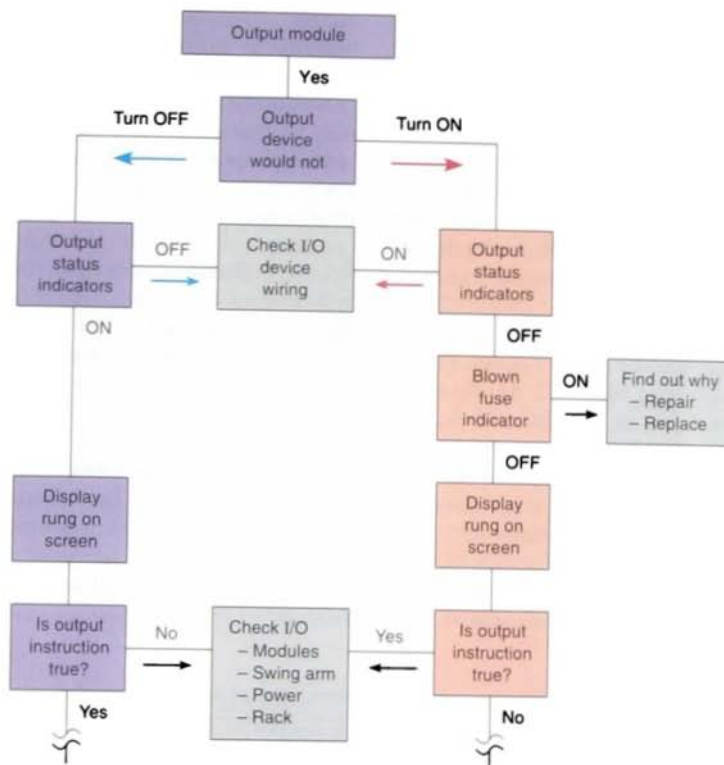 Output module
Yes
Turn OFF
Output
device
would not
Turn ON
Output
status
indicators
OFF
Check I/O
device
wiring
ON
Output
status
indicators
ON
OFF
Blown
fuse
indicator
ON
Find out why
– Repair
– Replace
OFF
Display
rung on
screen
Display
rung on
screen
Is output
instruction
true?
No
Check I/O
– Modules
– Swing arm
– Power
– Rack
Yes
Is output
instruction
true?
Yes
No